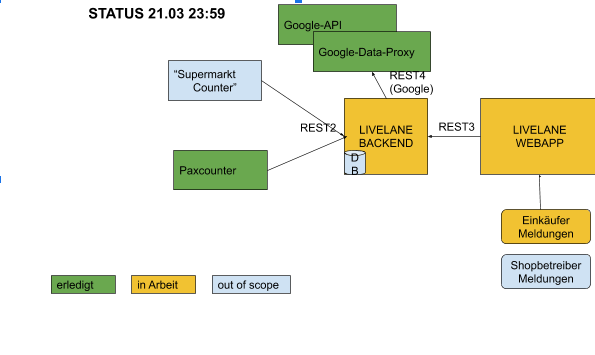 STATUS 21.03 23:59
Google-API
Google-Data-Proxy
REST4
(Google)
“Supermarkt
Counter”
REST2
LIVELANE
BACKEND
D
B
REST3
LIVELANE
WEBAPP
Paxcounter
Einkäufer
Meldungen
Shopbetreiber
Meldungen
erledigt
in Arbeit
out of scope